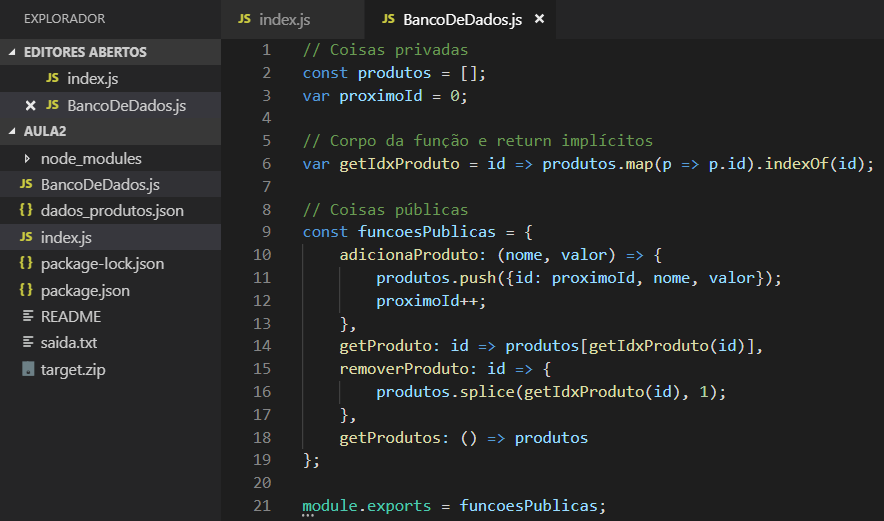 EXPLORADOR
EDITORES ABERTOS
JS index.js
JS BancoDeDados.js
AULA2
node_modules
JS BancoDeDados.js
{} dados_produtos.json
JS index.js
{} package-lock.json
{} package.json
README
saida.txt
target.zip
JS index.js JS BancoDeDados.js
1 // Coisas privadas
2 const produtos = [];
3 var proximoId = 0;
4
5 // Corpo da função e return implícitos
6 var getIdxProduto = id => produtos.map(p => p.id).indexOf(id);
7
8 // Coisas públicas
9 const funcoesPublicas = {
10 adicionaProduto: (nome, valor) => {
11 produtos.push({id: proximoId, nome, valor});
12 proximoId++;
13 },
14 getProduto: id => produtos[getIdxProduto(id)],
15 removerProduto: id => {
16 produtos.splice(getIdxProduto(id), 1);
17 },
18 getProdutos: () => produtos
19 };
20
21 module.exports = funcoesPublicas;